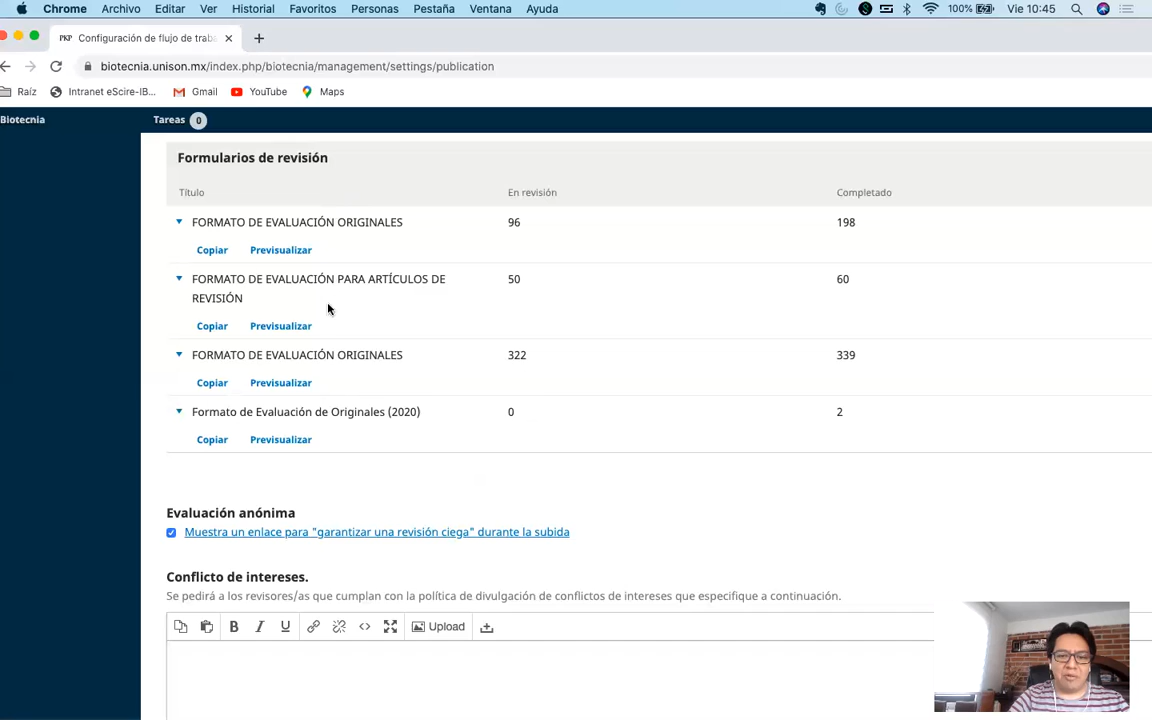 Chrome Archivo Editar Ver Historial Favoritos Personas Pestaña Ventana Ayuda 100% Vie 10:45
PKP Configuración de flujo de traba
biotecnia.unison.mx/index.php/biotecnia/management/settings/publication
Raíz Intranet eScire-IB... Gmail YouTube Maps
Biotecnia Tareas 0
Formularios de revisión
Título En revisión Completado
FORMATO DE EVALUACIÓN ORIGINALES 96 198
Copiar Previsualizar
FORMATO DE EVALUACIÓN PARA ARTÍCULOS DE 50 60
REVISIÓN
Copiar Previsualizar
FORMATO DE EVALUACIÓN ORIGINALES 322 339
Copiar Previsualizar
Formato de Evaluación de Originales (2020) 0 2
Copiar Previsualizar
Evaluación anónima
Muestra un enlace para "garantizar una revisión ciega" durante la subida
Conflicto de intereses.
Se pedirá a los revisores/as que cumplan con la política de divulgación de conflictos de intereses que especifique a continuación.
B I U Upload